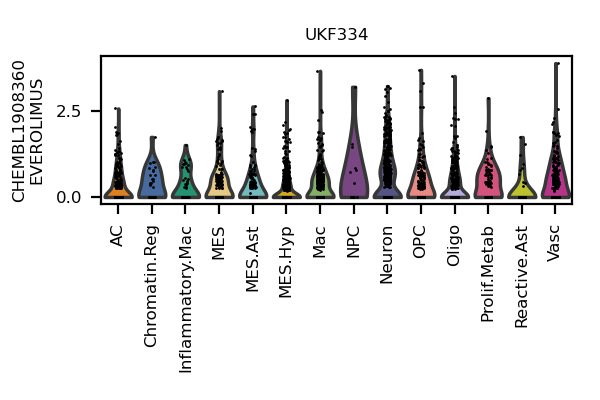 UKF334
CHEMBL1908360
EVEROLIMUS
2.5
0.0
AC
Chromatin.Reg
Inflammatory.Mac
MES
MES.Ast
MES.Hyp
Mac
NPC
Neuron
OPC
Oligo
Prolif.Metab
Reactive.Ast
Vasc